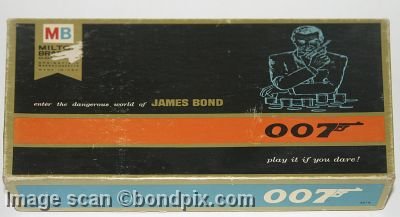 MB
MILTON
BRADLEY
enter the dangerous world of JAMES BOND
007
play it if you dare!
007
Image scan © bondpix.com